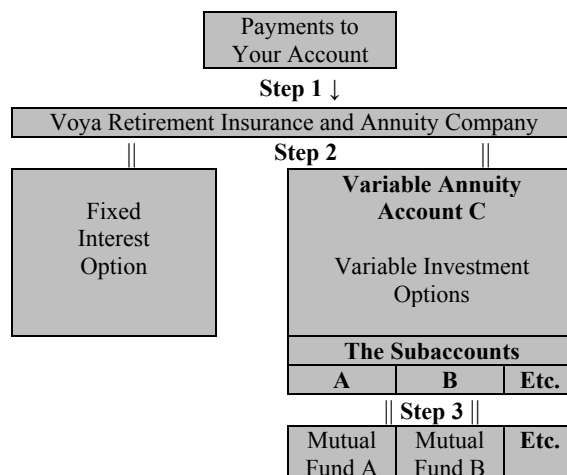 Payments to
Your Account
Step 1 ↓
Voya Retirement Insurance and Annuity Company
|| Step 2 ||
Fixed
Interest
Option
Variable Annuity
Account C
Variable Investment
Options
The Subaccounts
A B Etc.
|| Step 3 ||
Mutual
Fund A
Mutual
Fund B
Etc.